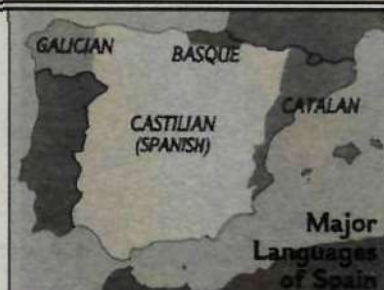 GALICIAN
BASQUE
CATALAN
CASTILIAN
(SPANISH)
Major
Languages
of Spain